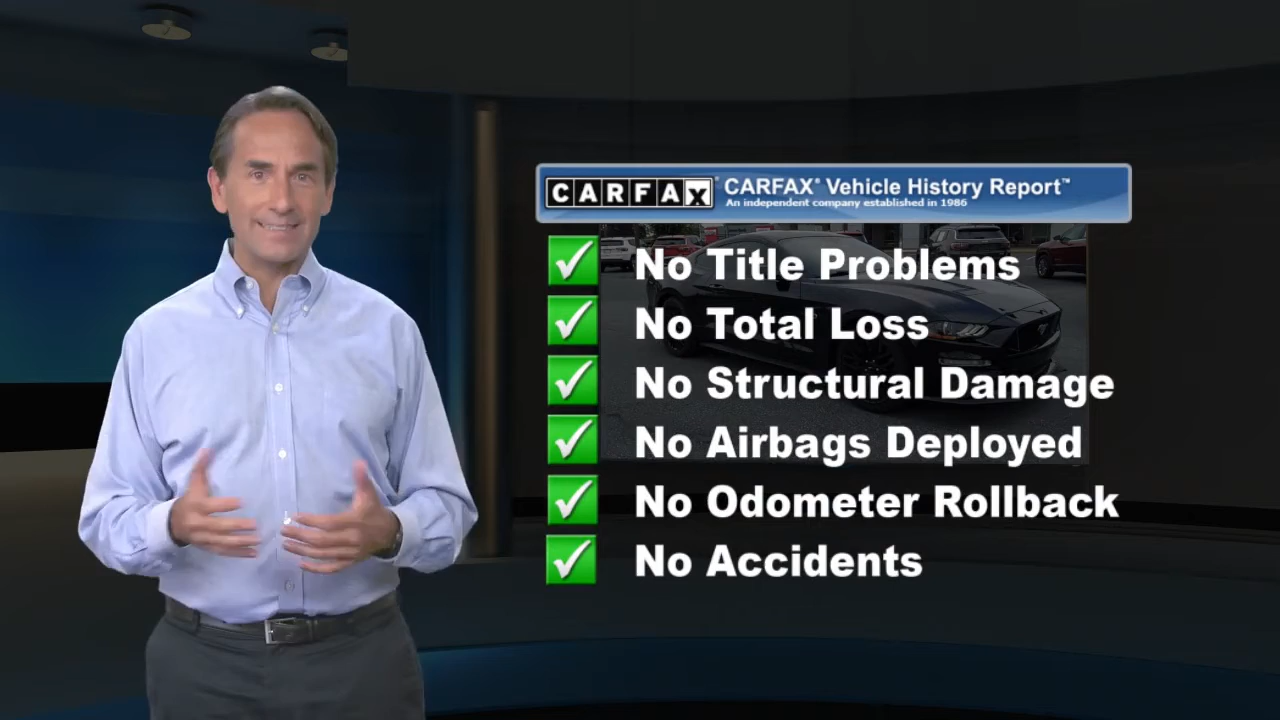 CARFAX
CARFAX® Vehicle History Report™
An independent company established in 1986
No Title Problems
No Total Loss
No Structural Damage
No Airbags Deployed
No Odometer Rollback
No Accidents